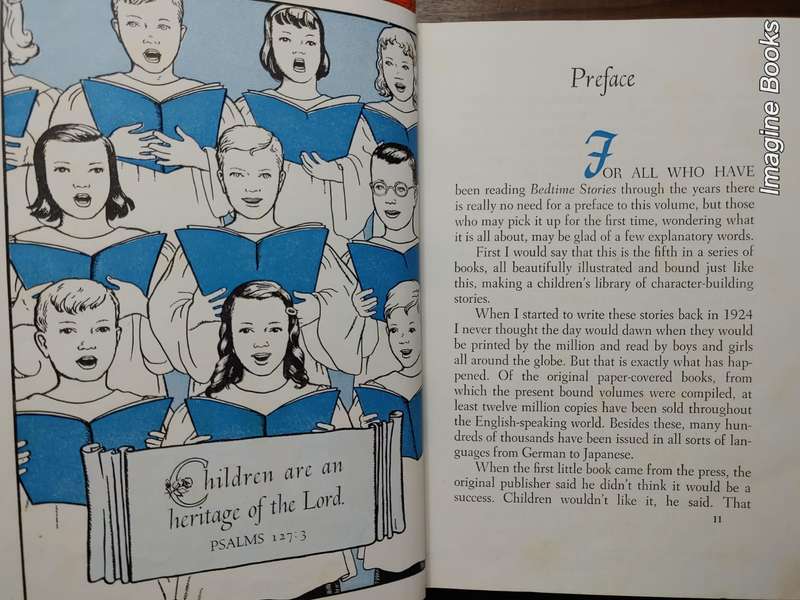 Children are an
heritage of the Lord.
PSALMS 127:3
Preface
FOR ALL WHO HAVE
been reading Bedtime Stories through the years there
is really no need for a preface to this volume, but those
who may pick it up for the first time, wondering what
it is all about, may be glad of a few explanatory words.
First I would say that this is the fifth in a series of
books, all beautifully illustrated and bound just like
this, making a children's library of character-building
stories.
When I started to write these stories back in 1924
I never thought the day would dawn when they would
be printed by the million and read by boys and girls
all around the globe. But that is exactly what has hap-
pened. Of the original paper-covered books, from
which the present bound volumes were compiled, at
least twelve million copies have been sold throughout
the English-speaking world. Besides these, many hun-
dreds of thousands have been issued in all sorts of lan-
guages from German to Japanese.
When the first little book came from the press, the
original publisher said he didn't think it would be a
success. Children wouldn't like it, he said. That
11
Imagine Books